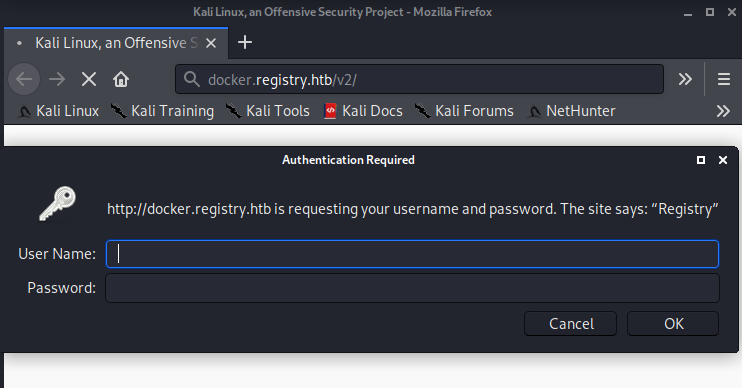 Kali Linux, an Offensive Security Project - Mozilla Firefox
Kali Linux, an Offensive S
docker.registry.htb/v2/
Kali Linux Kali Training Kali Tools Kali Docs Kali Forums NetHunter
Authentication Required
http://docker.registry.htb is requesting your username and password. The site says: “Registry”
User Name:
Password:
Cancel OK